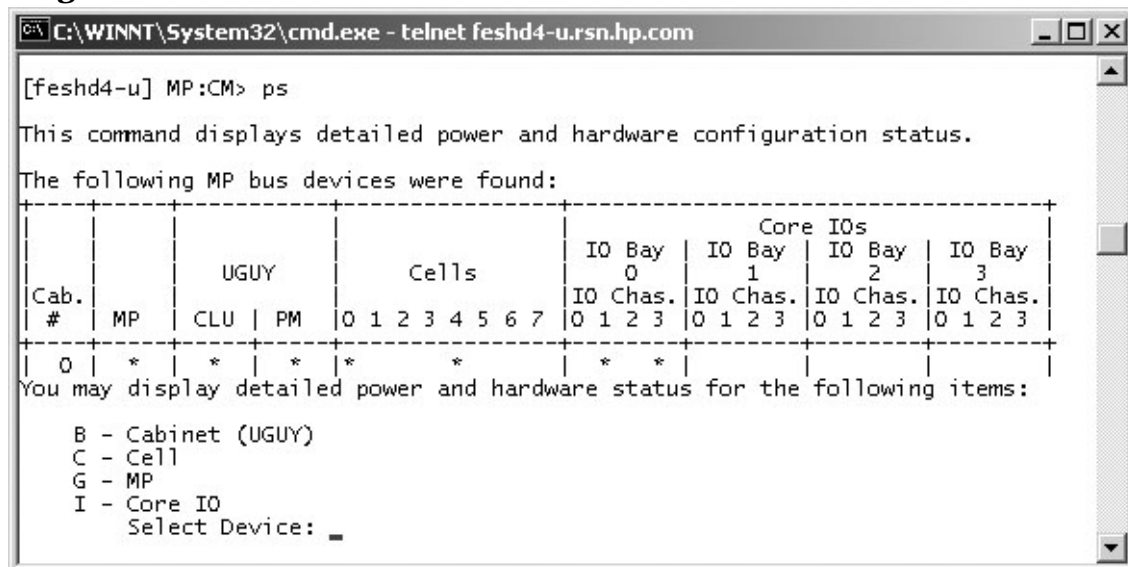 C:\WINNT\System32\cmd.exe - telnet feshd4-u.rsn.hp.com
[feshd4-u] MP:CM> ps
This command displays detailed power and hardware configuration status.
The following MP bus devices were found:
+----+-----+-----------+----------------+-----------------------------------+
|    |     |           |                |             Core IOs              |
|    |     |           |                | IO Bay | IO Bay | IO Bay | IO Bay |
|    |     |   UGUY    |     Cells      |   0    |   1    |   2    |   3    |
|Cab.|     |           |                |IO Chas.|IO Chas.|IO Chas.|IO Chas.|
| #  | MP  | CLU | PM  |0 1 2 3 4 5 6 7 |0 1 2 3 |0 1 2 3 |0 1 2 3 |0 1 2 3 |
+----+-----+-----+-----+----------------+--------+--------+--------+--------+
| 0  |  *  |  *  |  *  |*       *       |  *   * |        |        |        |
You may display detailed power and hardware status for the following items:
B - Cabinet (UGUY)
C - Cell
G - MP
I - Core IO
Select Device: _